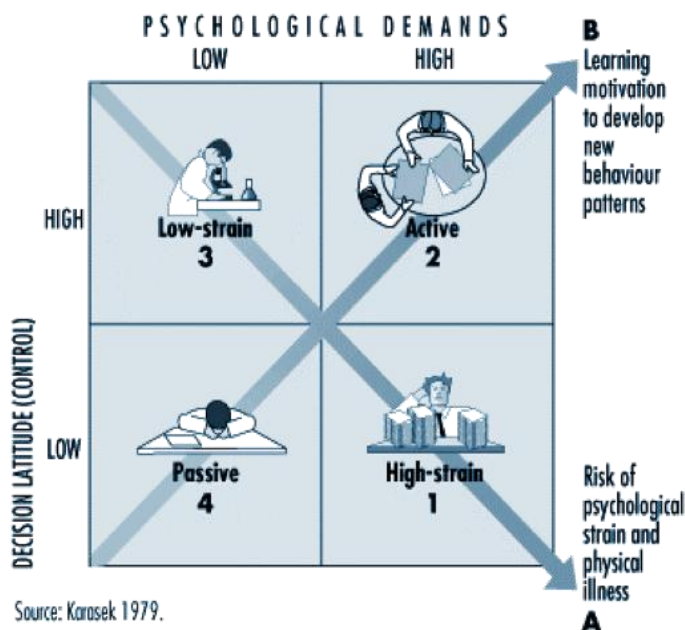 PSYCHOLOGICAL DEMANDS
LOW
HIGH
B
Learning
motivation
to develop
new
behaviour
patterns
HIGH
Low-strain
3
Active
2
DECISION LATITUDE (CONTROL)
LOW
Passive
4
High-strain
1
Risk of
psychological
strain and
physical
illness
A
Source: Karasek 1979.